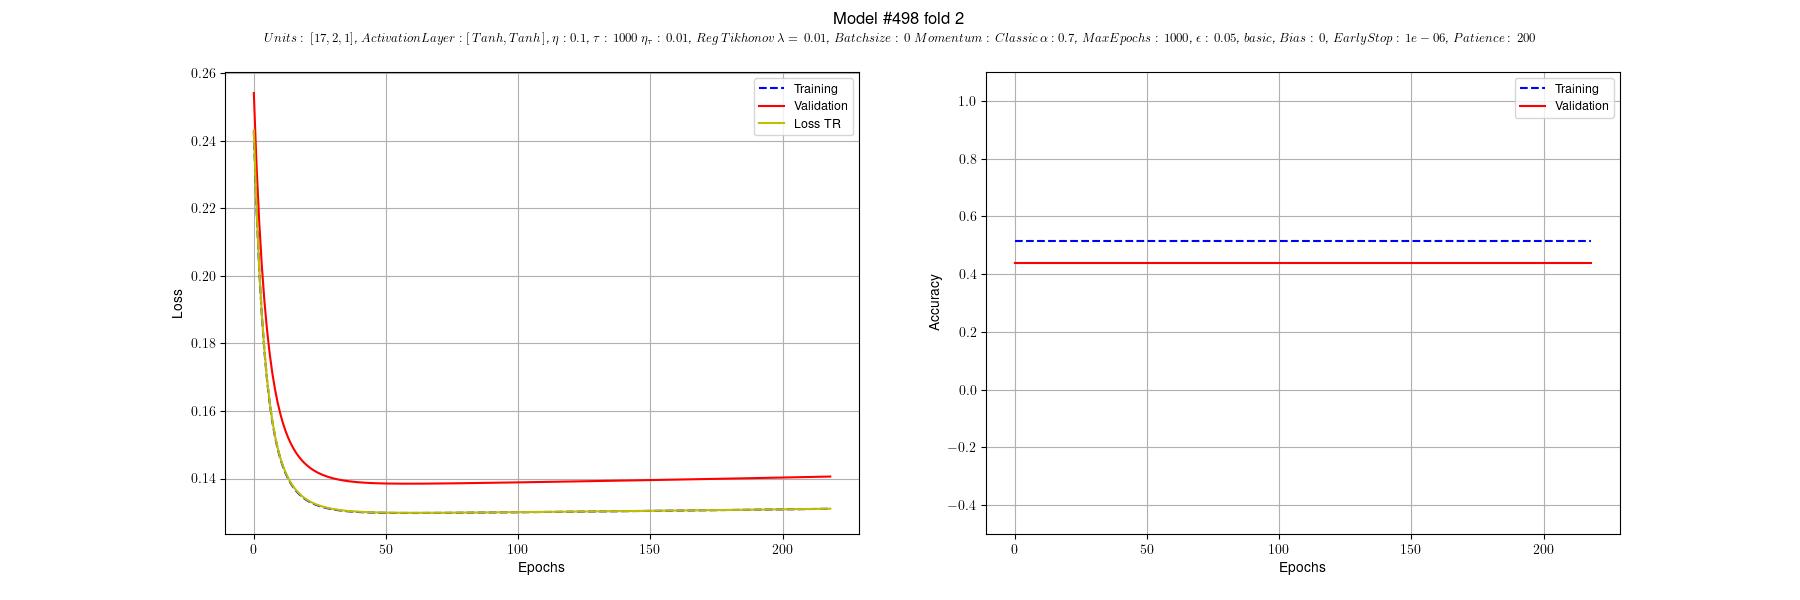 Model #498 fold 2
Units : [17, 2, 1], ActivationLayer : [Tanh, Tanh], η : 0.1, τ : 1000 ητ : 0.01, Reg Tikhonov λ = 0.01, Batchsize : 0 Momentum : Classic α : 0.7, MaxEpochs : 1000, ϵ : 0.05, basic, Bias : 0, EarlyStop : 1e − 06, Patience : 200
0.26
0.24
0.22
0.20
0.18
0.16
0.14
Loss
Training
Validation
Loss TR
0 50 100 150 200
Epochs
1.0
0.8
0.6
0.4
0.2
0.0
−0.2
−0.4
Accuracy
Training
Validation
0 50 100 150 200
Epochs